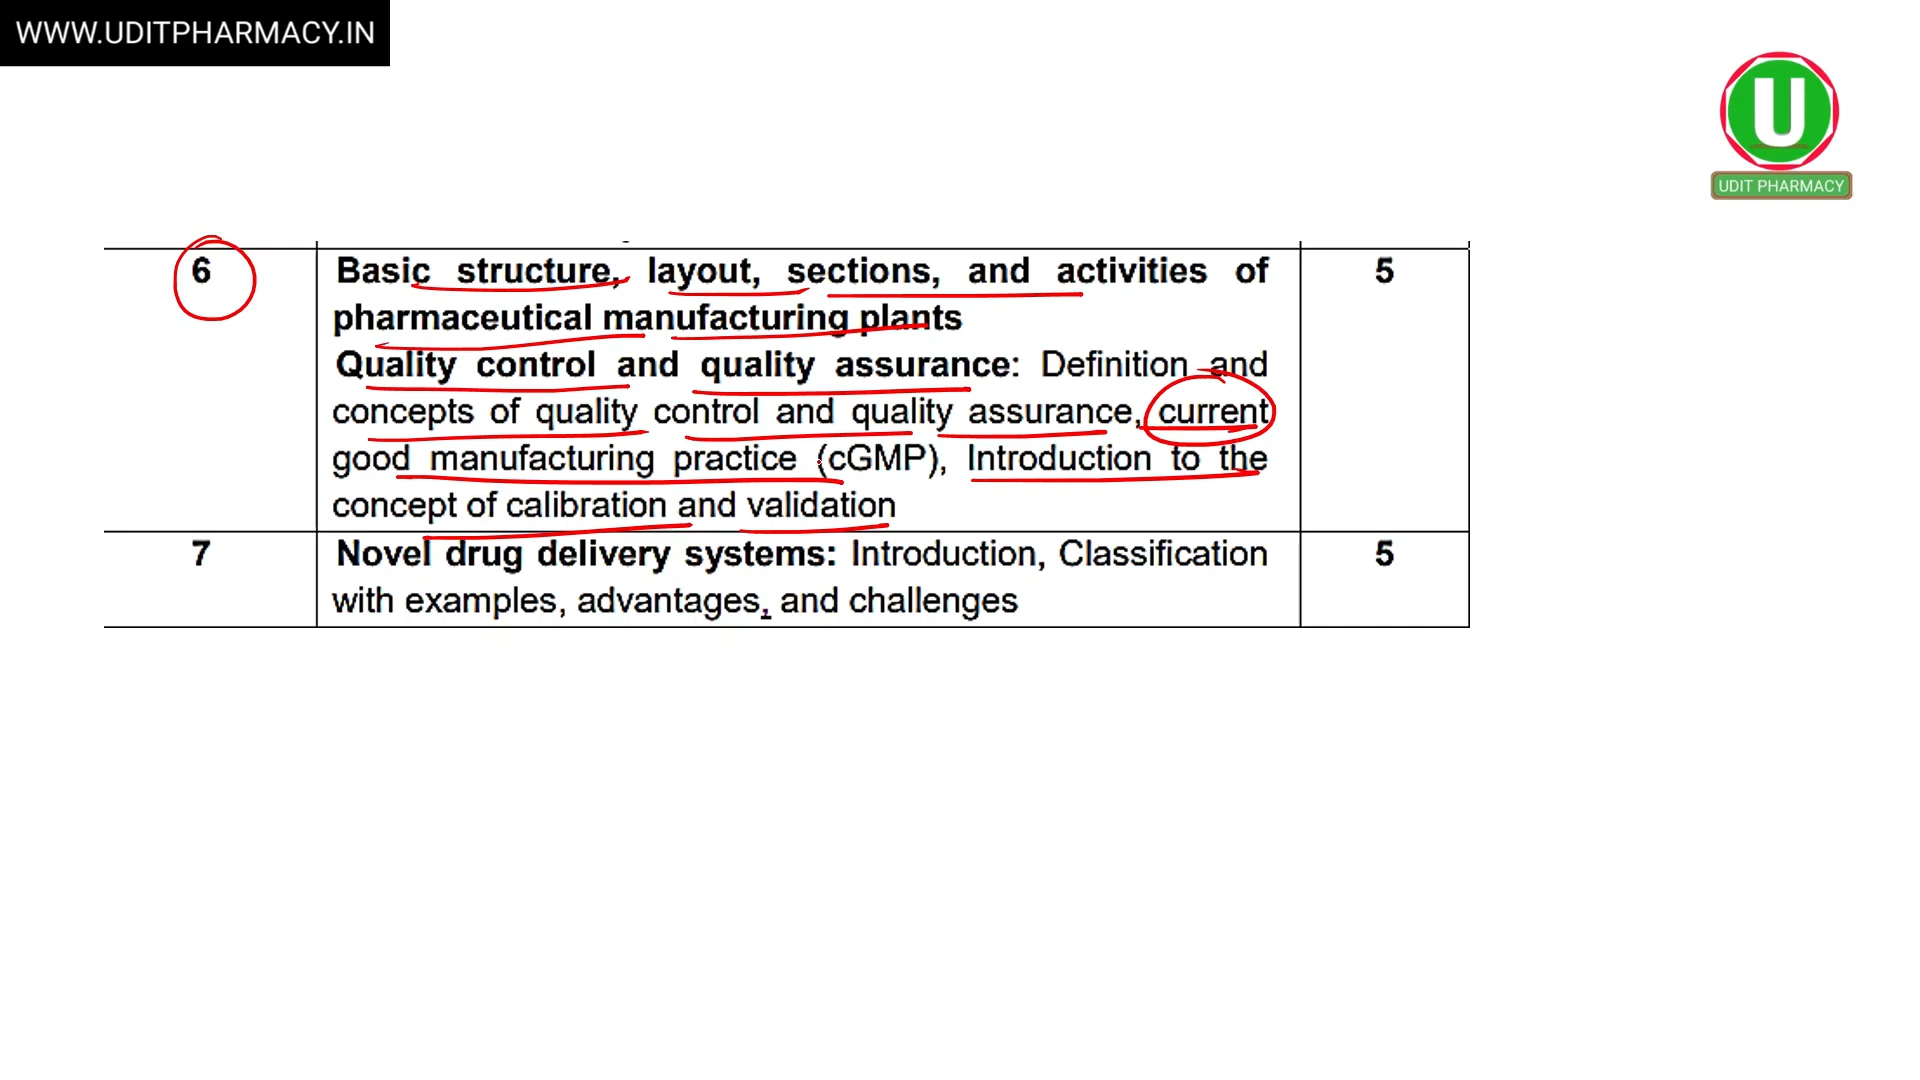 WWW.UDITPHARMACY.IN
U
UDIT PHARMACY
6 Basic structure, layout, sections, and activities of 5
pharmaceutical manufacturing plants
Quality control and quality assurance: Definition and
concepts of quality control and quality assurance, current
good manufacturing practice (cGMP), Introduction to the
concept of calibration and validation
7 Novel drug delivery systems: Introduction, Classification 5
with examples, advantages, and challenges